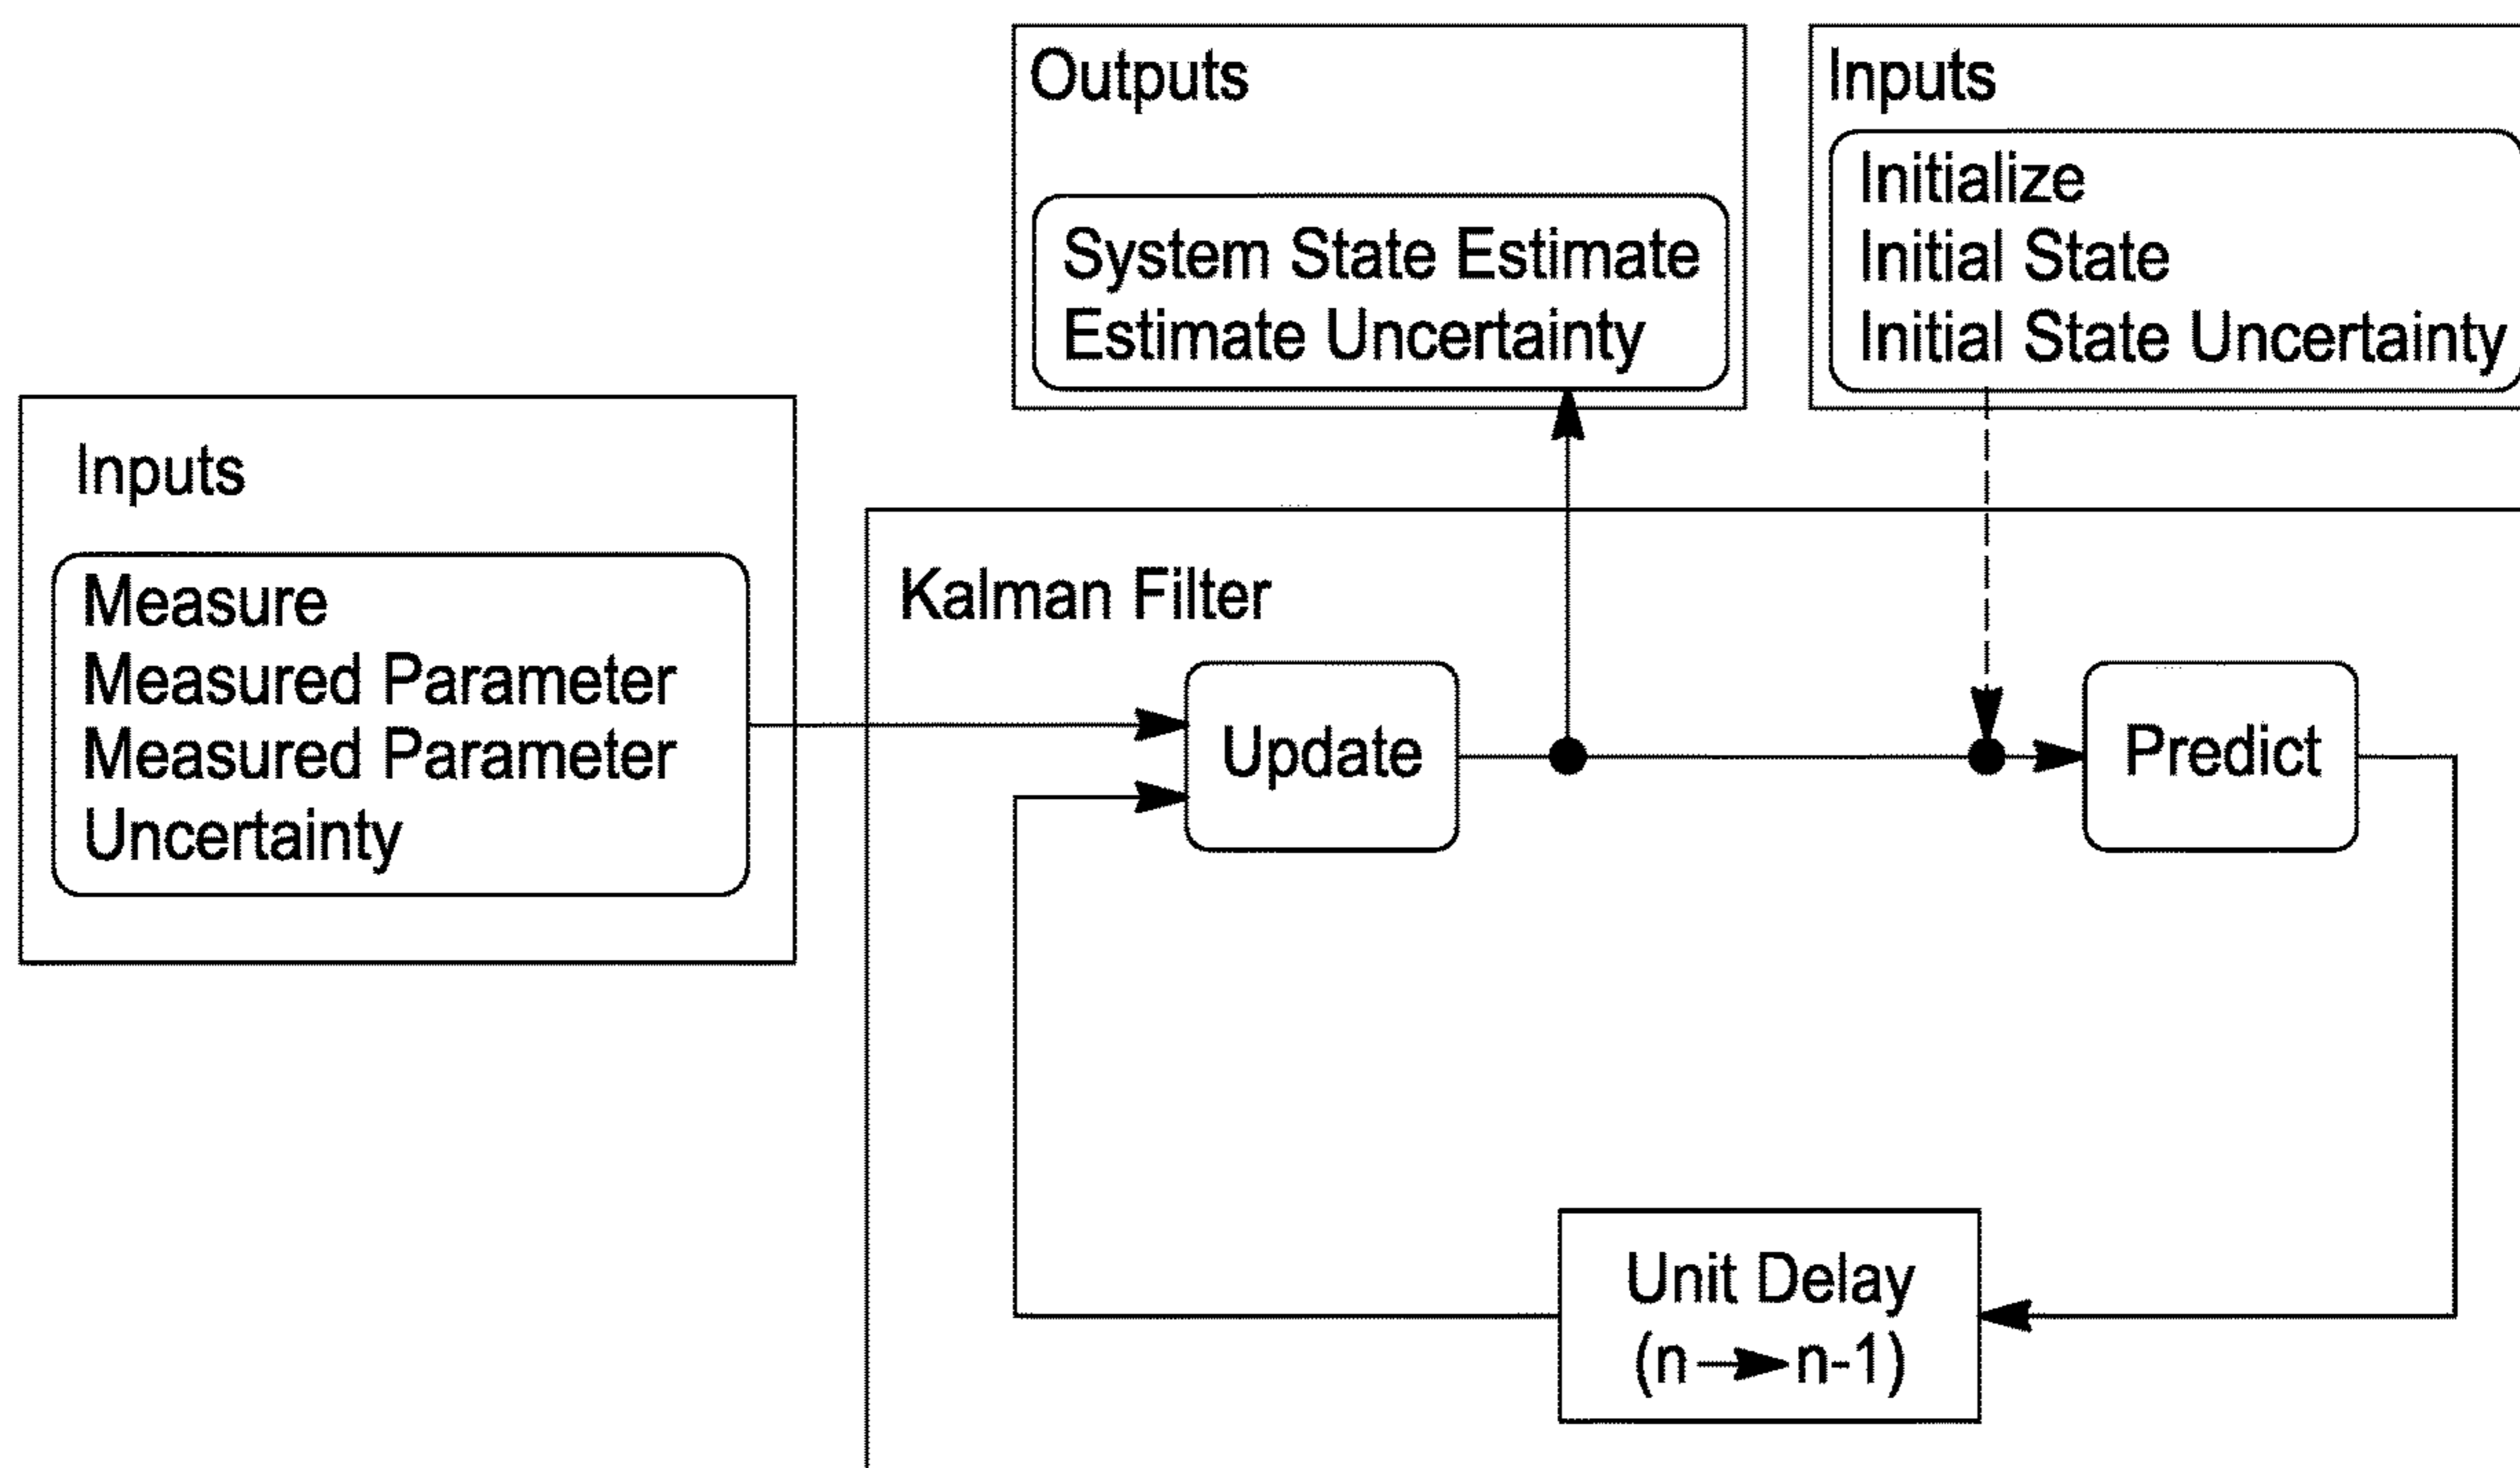 Outputs
System State Estimate
Estimate Uncertainty
Inputs
Initialize
Initial State
Initial State Uncertainty
Inputs
Measure
Measured Parameter
Measured Parameter
Uncertainty
Kalman Filter
Update
Predict
Unit Delay
(n→n-1)